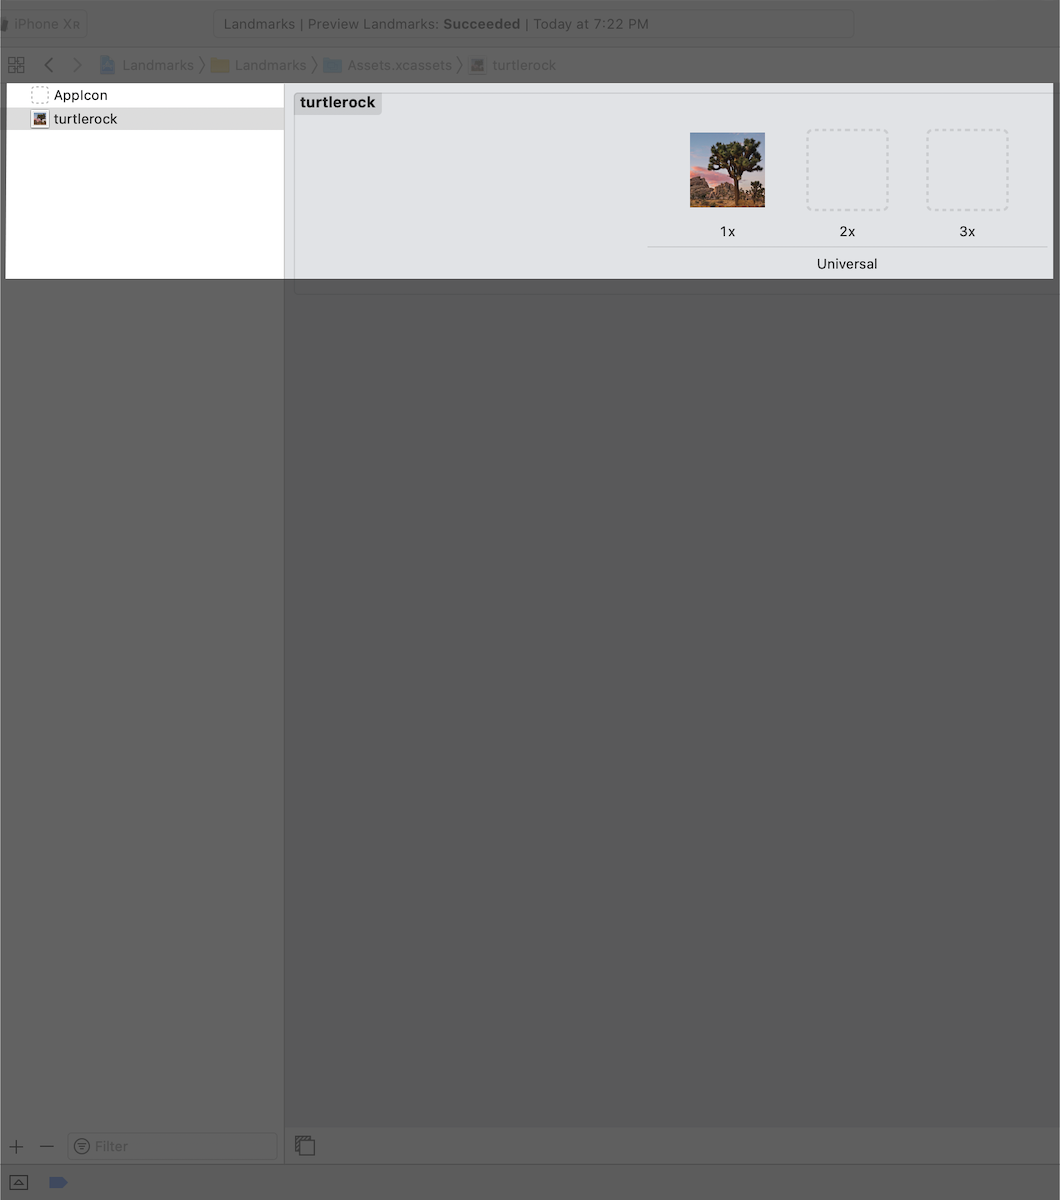 iPhone XR
Landmarks | Preview Landmarks: Succeeded | Today at 7:22 PM
Landmarks
Landmarks
Assets.xcassets
turtlerock
AppIcon
turtlerock
turtlerock
1x
2x
3x
Universal
Filter